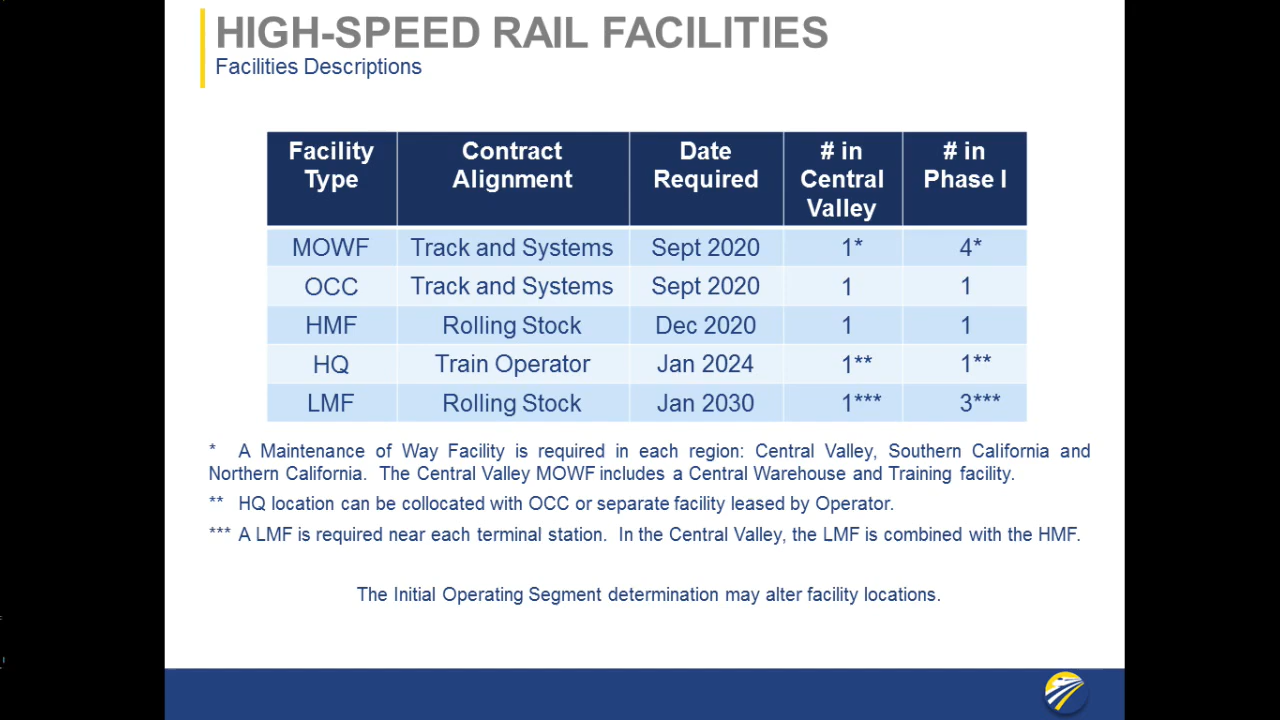 HIGH-SPEED RAIL FACILITIES
Facilities Descriptions
Facility Type Contract Alignment Date Required # in Central Valley # in Phase I
MOWF Track and Systems Sept 2020 1* 4*
OCC Track and Systems Sept 2020 1 1
HMF Rolling Stock Dec 2020 1 1
HQ Train Operator Jan 2024 1** 1**
LMF Rolling Stock Jan 2030 1*** 3***
* A Maintenance of Way Facility is required in each region: Central Valley, Southern California and
Northern California. The Central Valley MOWF includes a Central Warehouse and Training facility.
** HQ location can be collocated with OCC or separate facility leased by Operator.
*** A LMF is required near each terminal station. In the Central Valley, the LMF is combined with the HMF.
The Initial Operating Segment determination may alter facility locations.